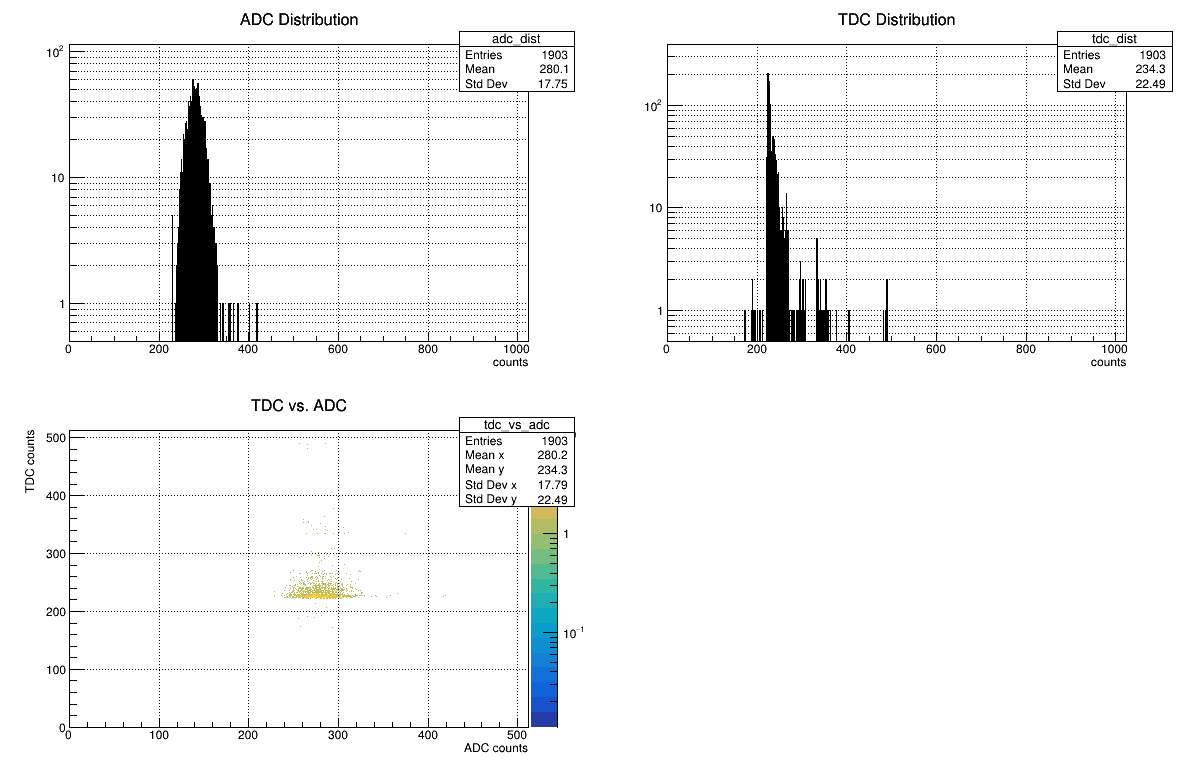 ADC Distribution
adc_dist
Entries 1903
Mean 280.1
Std Dev 17.75
10²
10
1
0 200 400 600 800 1000
counts
TDC Distribution
tdc_dist
Entries 1903
Mean 234.3
Std Dev 22.49
10²
10
1
0 200 400 600 800 1000
counts
TDC vs. ADC
tdc_vs_adc
Entries 1903
Mean x 280.2
Mean y 234.3
Std Dev x 17.79
Std Dev y 22.49
TDC counts
500
400
300
200
100
0
0 100 200 300 400 500
ADC counts
1
10⁻¹